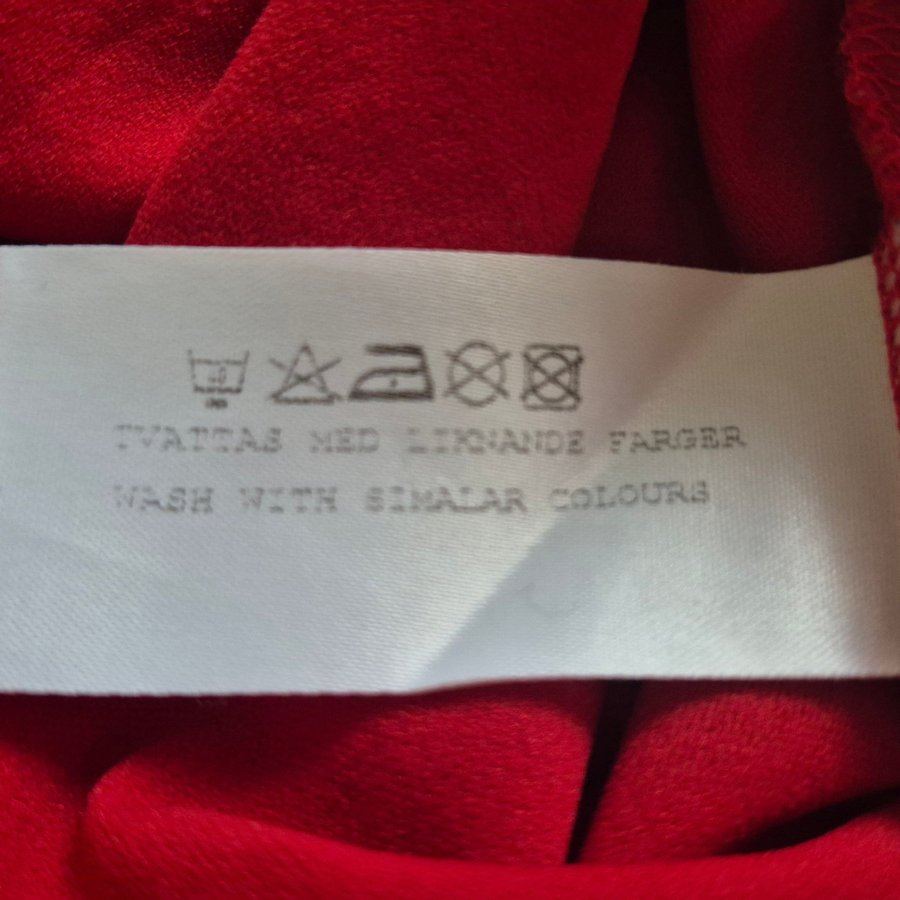 TVATTAS MED LIKNANDE FARGER
WASH WITH SIMALAR COLOURS